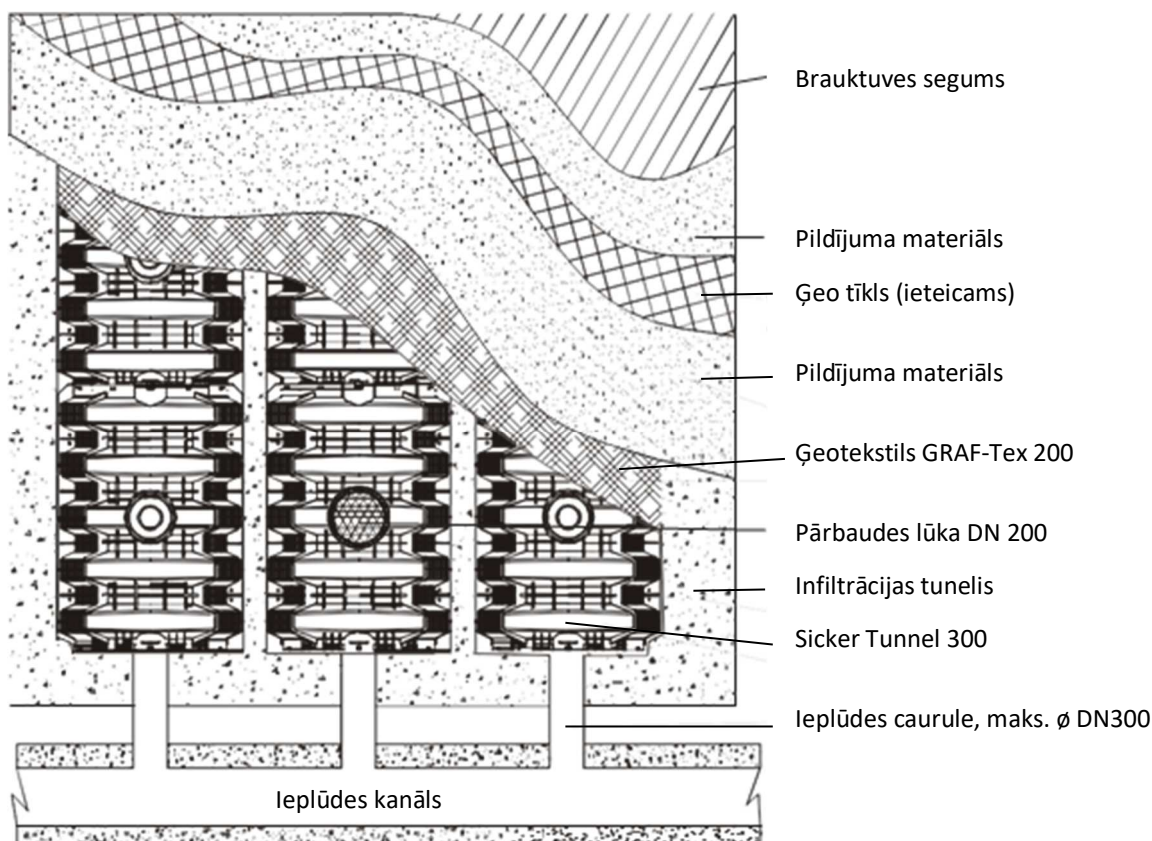 Brauktuves segums
Pildījuma materiāls
Ģeo tīkls (ieteicams)
Pildījuma materiāls
Ģeotekstils GRAF-Tex 200
Pārbaudes lūka DN 200
Infiltrācijas tunelis
Sicker Tunnel 300
Ieplūdes caurule, maks. ø DN300
Ieplūdes kanāls